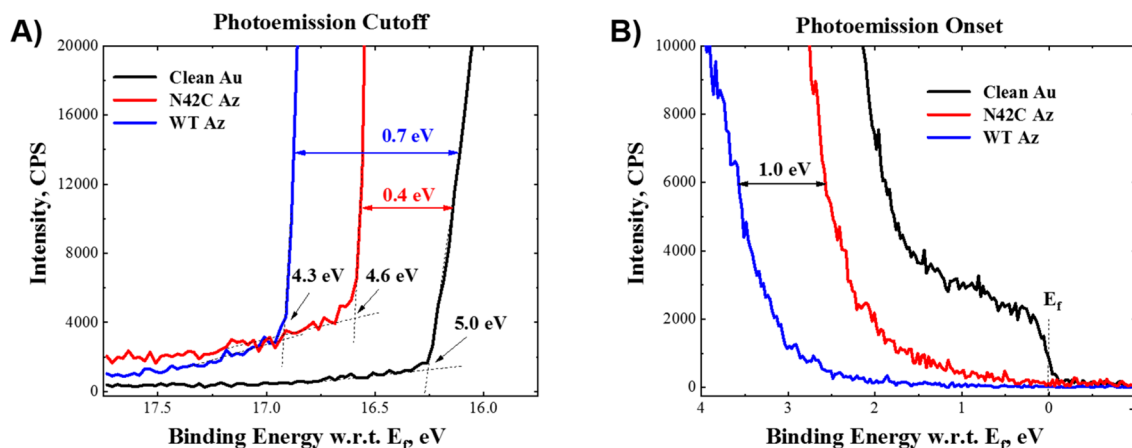 A)
Photoemission Cutoff
20000
16000
12000
8000
4000
0
Intensity, CPS
Clean Au
N42C Az
WT Az
0.7 eV
0.4 eV
4.3 eV
4.6 eV
5.0 eV
17.5 17.0 16.5 16.0
Binding Energy w.r.t. Ef, eV
B)
Photoemission Onset
10000
8000
6000
4000
2000
0
Intensity, CPS
Clean Au
N42C Az
WT Az
1.0 eV
Ef
4 3 2 1 0
Binding Energy w.r.t. Ef, eV